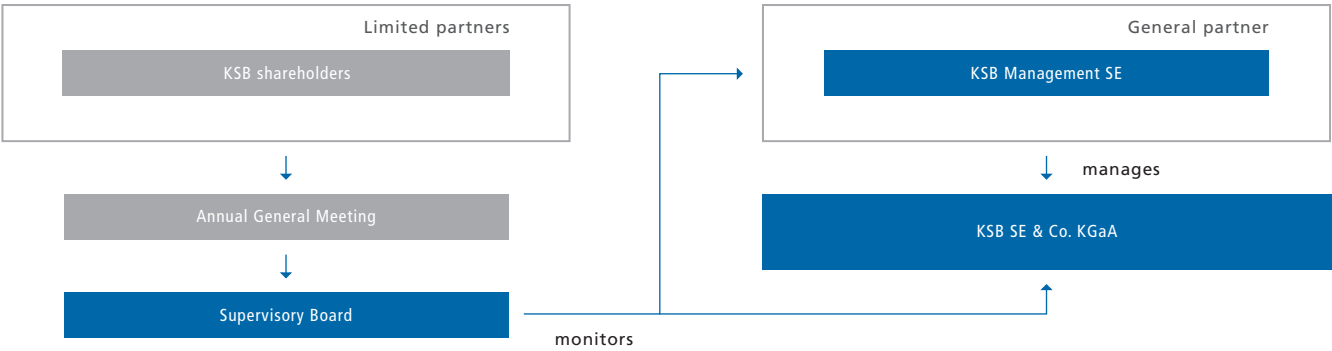 Limited partners
KSB shareholders
Annual General Meeting
Supervisory Board
monitors
General partner
KSB Management SE
manages
KSB SE & Co. KGaA